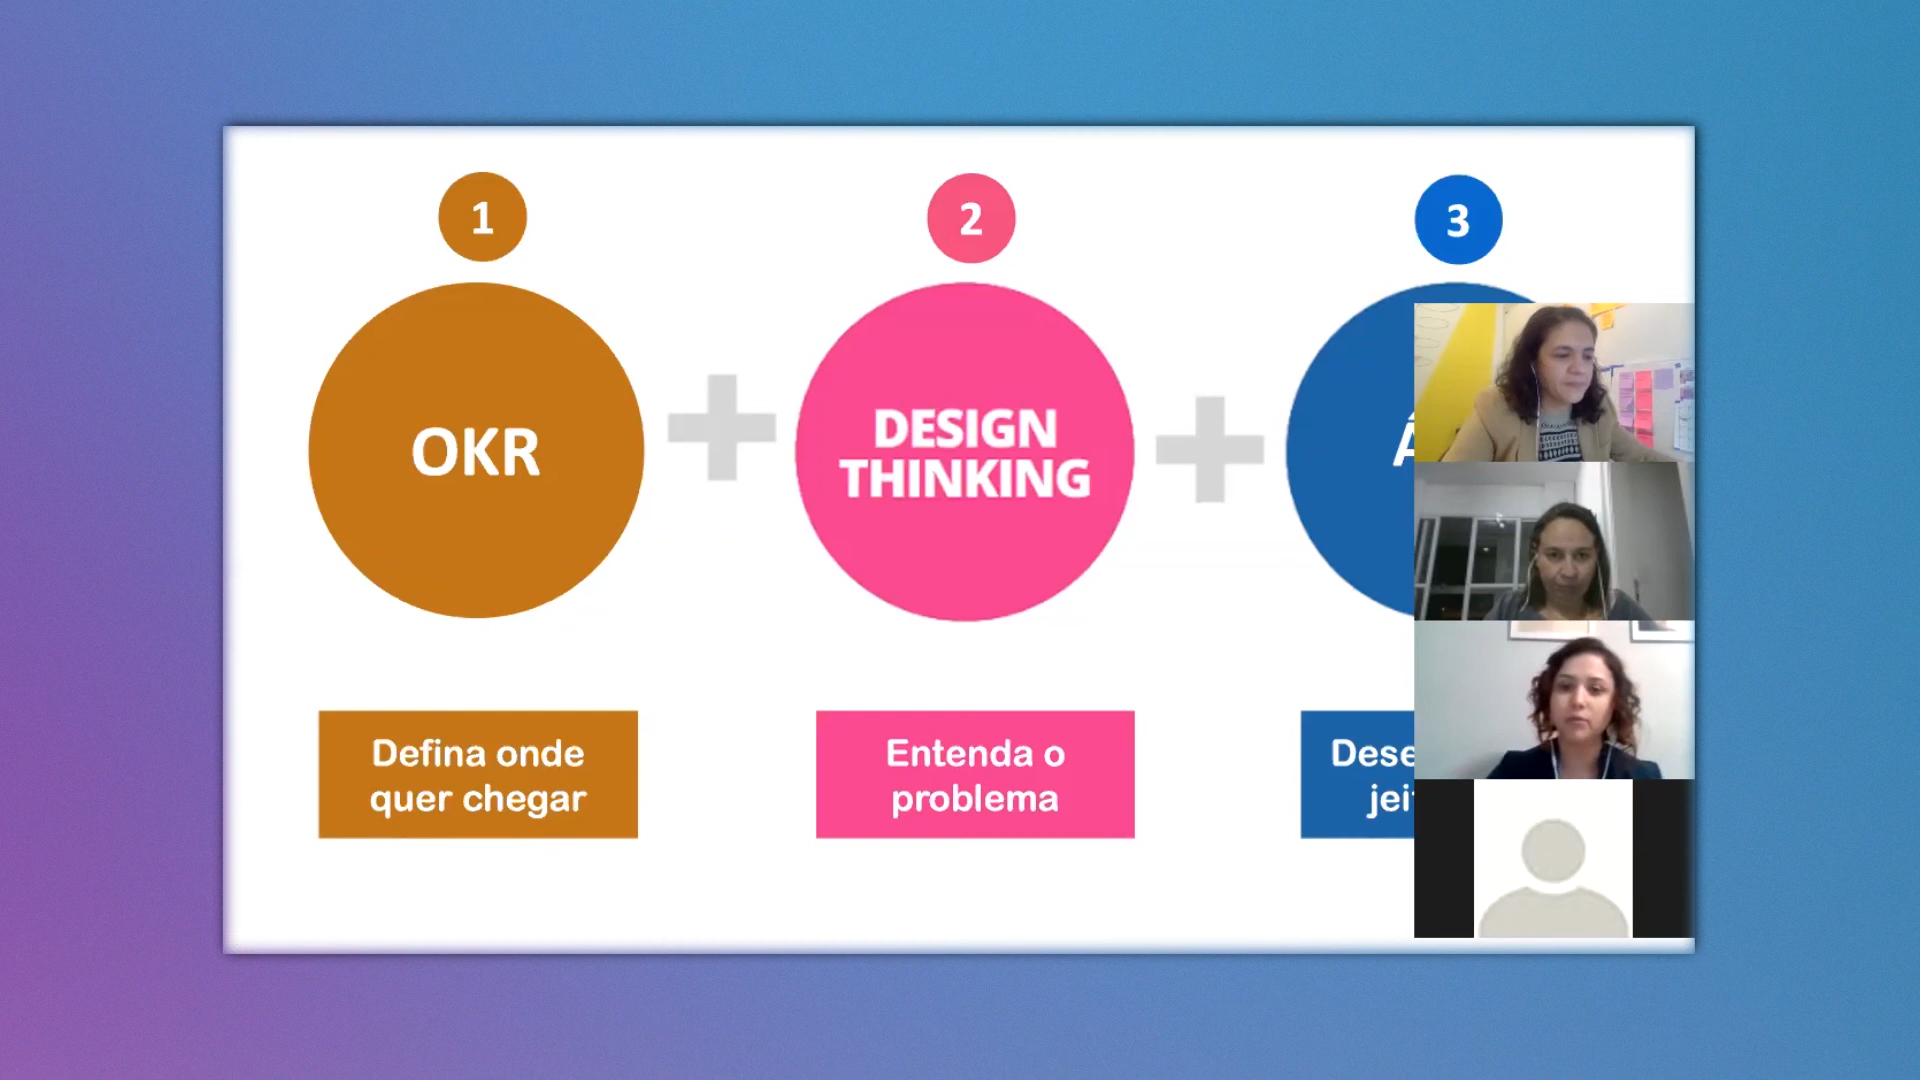 1
2
3
OKR
DESIGN
THINKING
Defina onde
quer chegar
Entenda o
problema